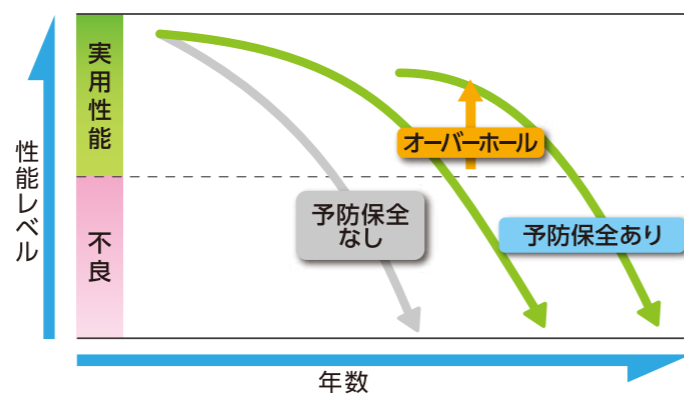 性能レベル
実用性能
不良
オーバーホール
予防保全
なし
予防保全あり
年数